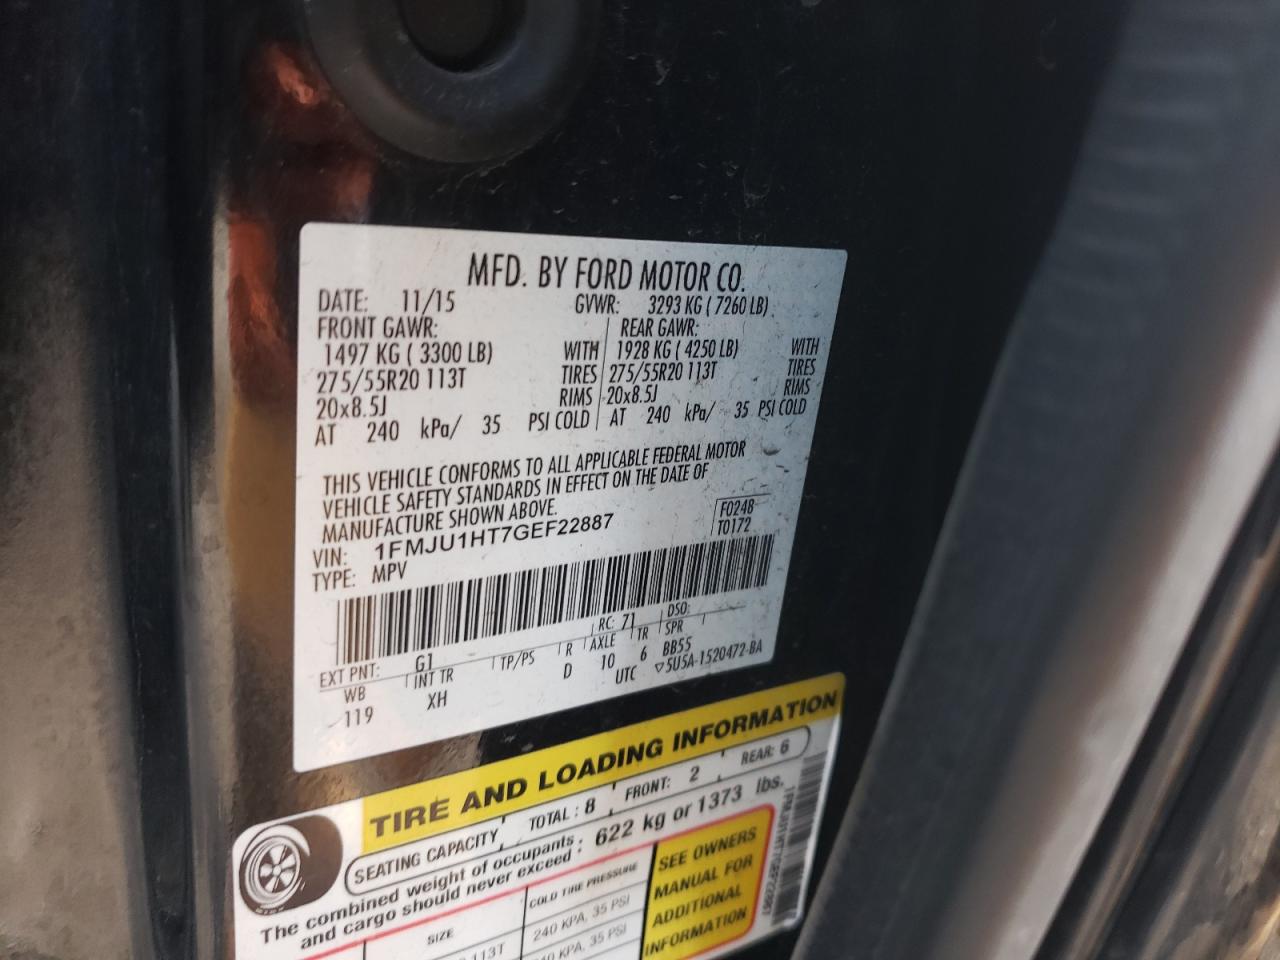 MFD. BY FORD MOTOR CO.
DATE: 11/15 GVWR: 3293 KG ( 7260 LB)
FRONT GAWR: REAR GAWR:
1497 KG ( 3300 LB) WITH 1928 KG ( 4250 LB) WITH
275/55R20 113T TIRES 275/55R20 113T TIRES
20x8.5J RIMS 20x8.5J RIMS
AT 240 kPa/ 35 PSI COLD AT 240 kPa/ 35 PSI COLD
THIS VEHICLE CONFORMS TO ALL APPLICABLE FEDERAL MOTOR
VEHICLE SAFETY STANDARDS IN EFFECT ON THE DATE OF
MANUFACTURE SHOWN ABOVE.
VIN: 1FMJU1HT7GEF22887 F0248
TYPE: MPV T0172
EXT PNT: G1 RC: 71 DSO:
WB INT TR TP/PS R AXLE TR SPR
119 XH D 10 6 BB55
UTC ▽5U5A-1520472-BA
TIRE AND LOADING INFORMATION
SEATING CAPACITY TOTAL: 8 FRONT: 2 REAR: 6
The combined weight of occupants and cargo should never exceed: 622 kg or 1373 lbs.
SIZE COLD TIRE PRESSURE
113T 240 KPA, 35 PSI
240 KPA, 35 PSI
SEE OWNERS
MANUAL FOR
ADDITIONAL
INFORMATION